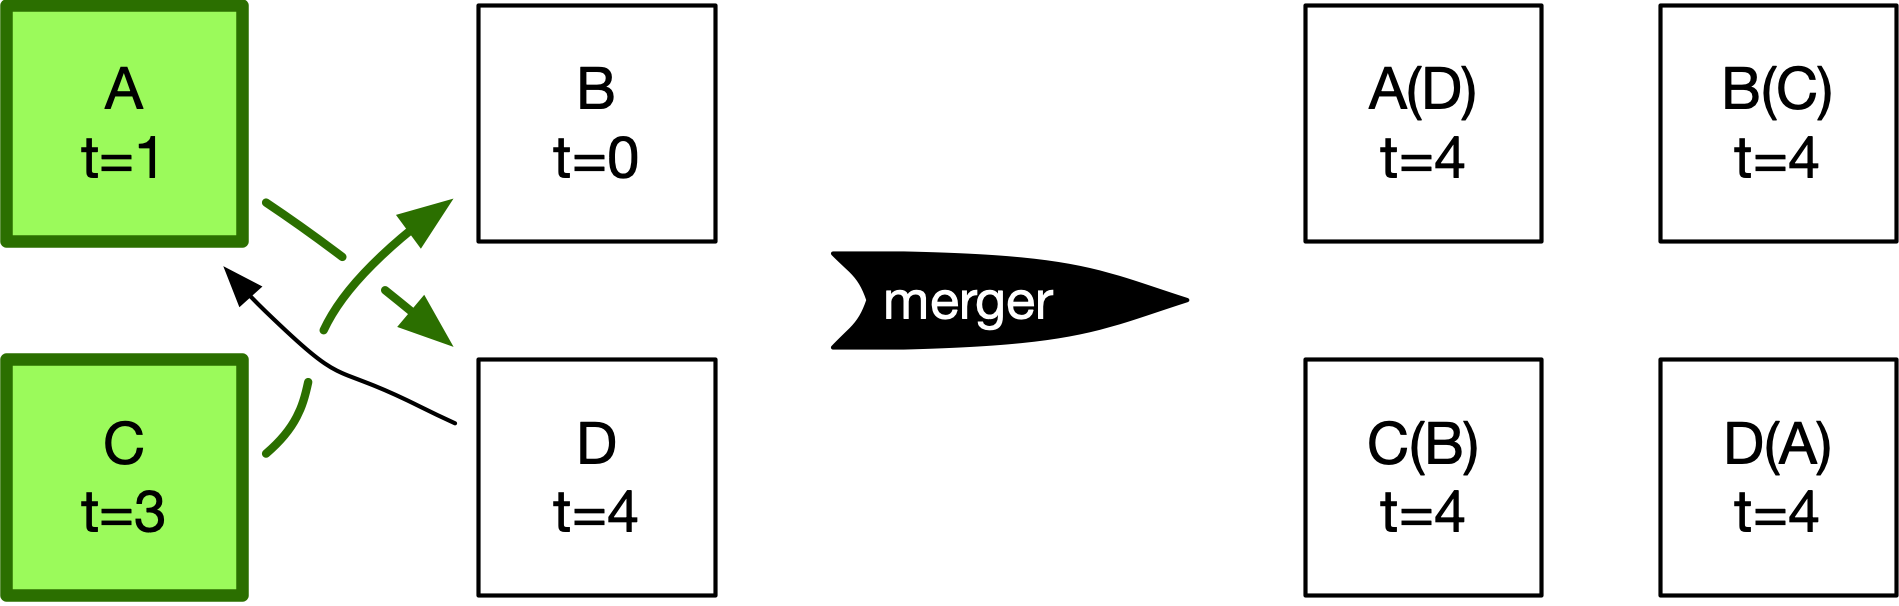 A
t=1
B
t=0
C
t=3
D
t=4
merger
A(D)
t=4
B(C)
t=4
C(B)
t=4
D(A)
t=4